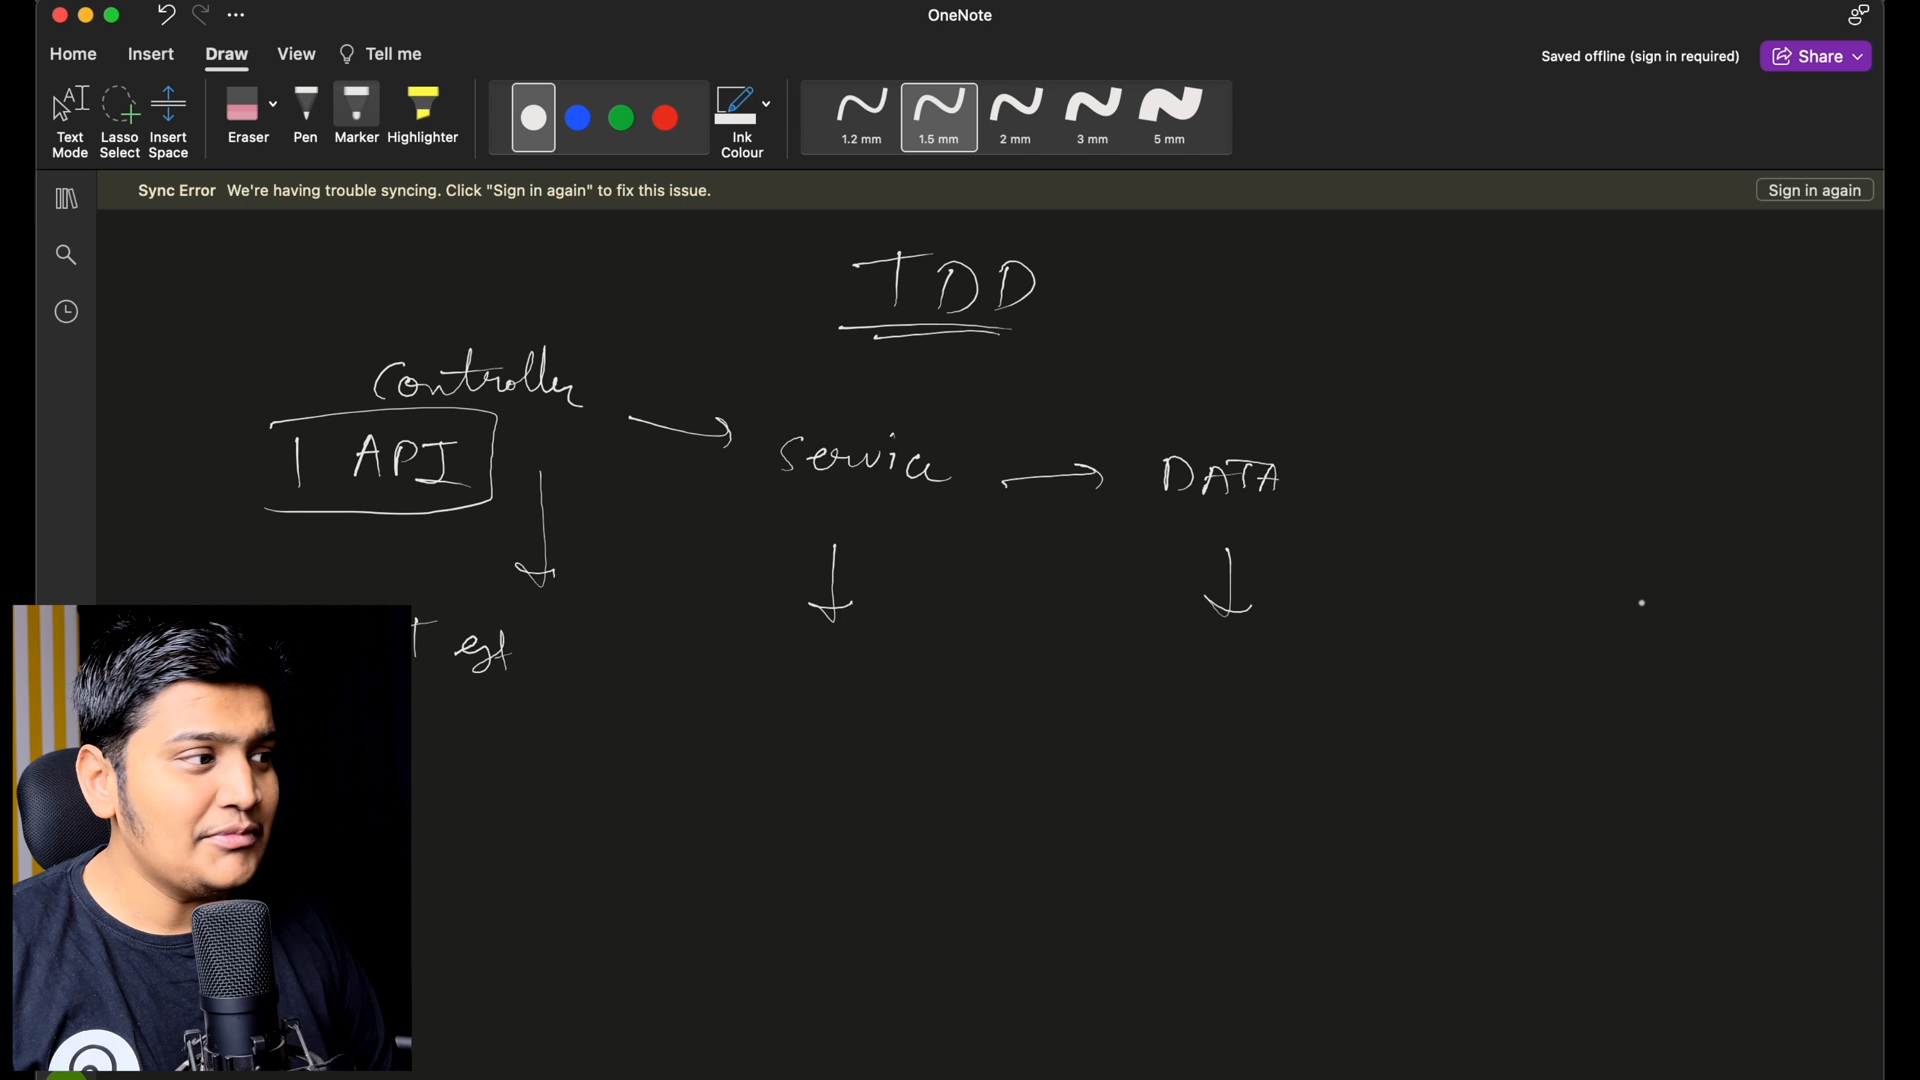 OneNote
Home Insert Draw View Tell me
Saved offline (sign in required) Share
Text Mode
Lasso Select
Insert Space
Eraser
Pen
Marker
Highlighter
Ink Colour
1.2 mm
1.5 mm
2 mm
3 mm
5 mm
Sync Error We're having trouble syncing. Click "Sign in again" to fix this issue. Sign in again
TDD
Controller
1 API
Service
DATA
Test